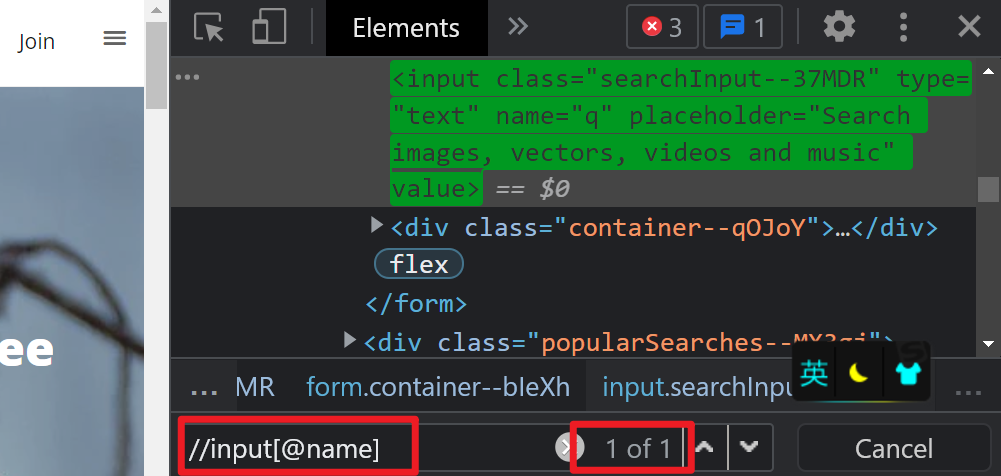 Join
Elements
3
1
...
<input class="searchInput--37MDR" type=
"text" name="q" placeholder="Search
images, vectors, videos and music"
value> == $0
<div class="container--qOJoY">…</div>
flex
</form>
<div class="popularSearches--MY3gi">
ee
英
... MR form.container--bIeXh input.searchInpu ...
//input[@name]
1 of 1
Cancel